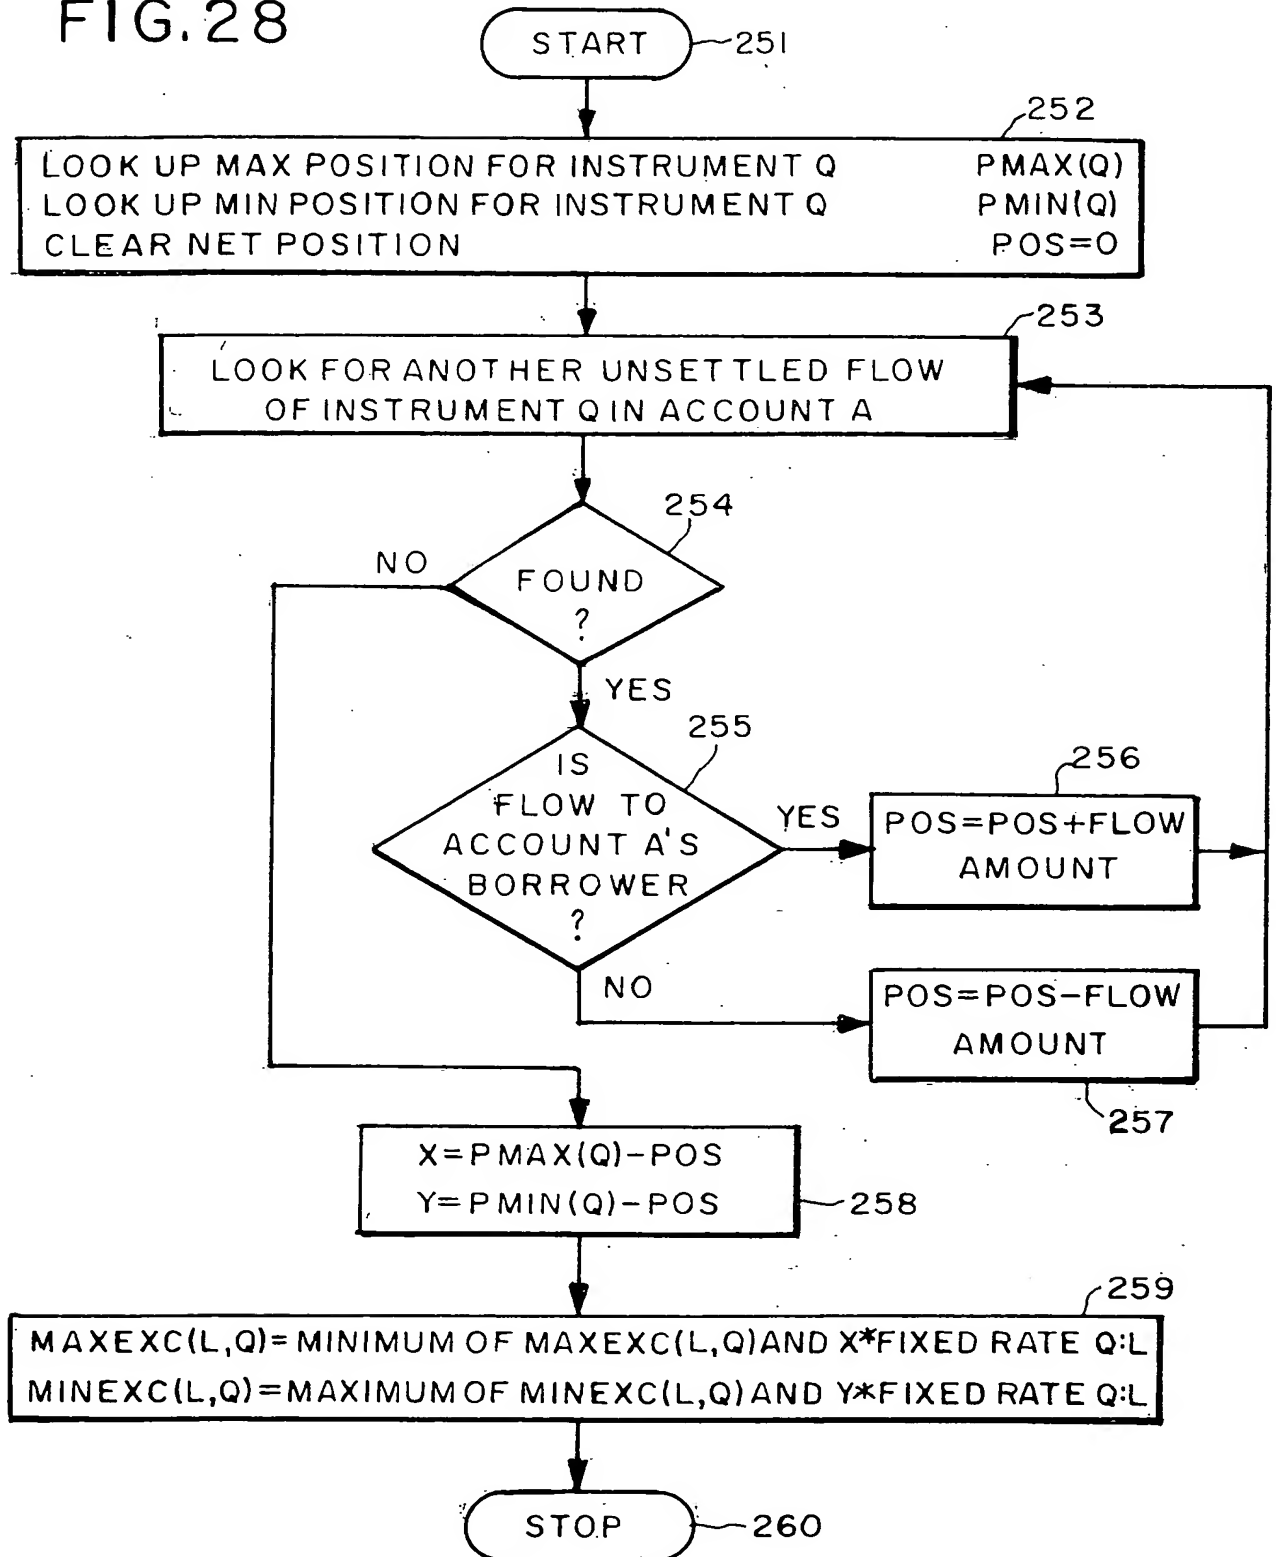 FIG.28
START
251
252
LOOK UP MAX POSITION FOR INSTRUMENT Q PMAX(Q)
LOOK UP MIN POSITION FOR INSTRUMENT Q PMIN(Q)
CLEAR NET POSITION POS=0
253
LOOK FOR ANOTHER UNSETTLED FLOW
OF INSTRUMENT Q IN ACCOUNT A
254
NO
FOUND
?
YES
255
IS
FLOW TO
ACCOUNT A'S
BORROWER
?
YES
256
POS=POS+FLOW
AMOUNT
NO
POS=POS-FLOW
AMOUNT
257
X=PMAX(Q)-POS
Y=PMIN(Q)-POS
258
259
MAXEXC(L,Q)=MINIMUM OF MAXEXC(L,Q) AND X*FIXED RATE Q:L
MINEXC(L,Q)=MAXIMUM OF MINEXC(L,Q) AND Y*FIXED RATE Q:L
STOP
260